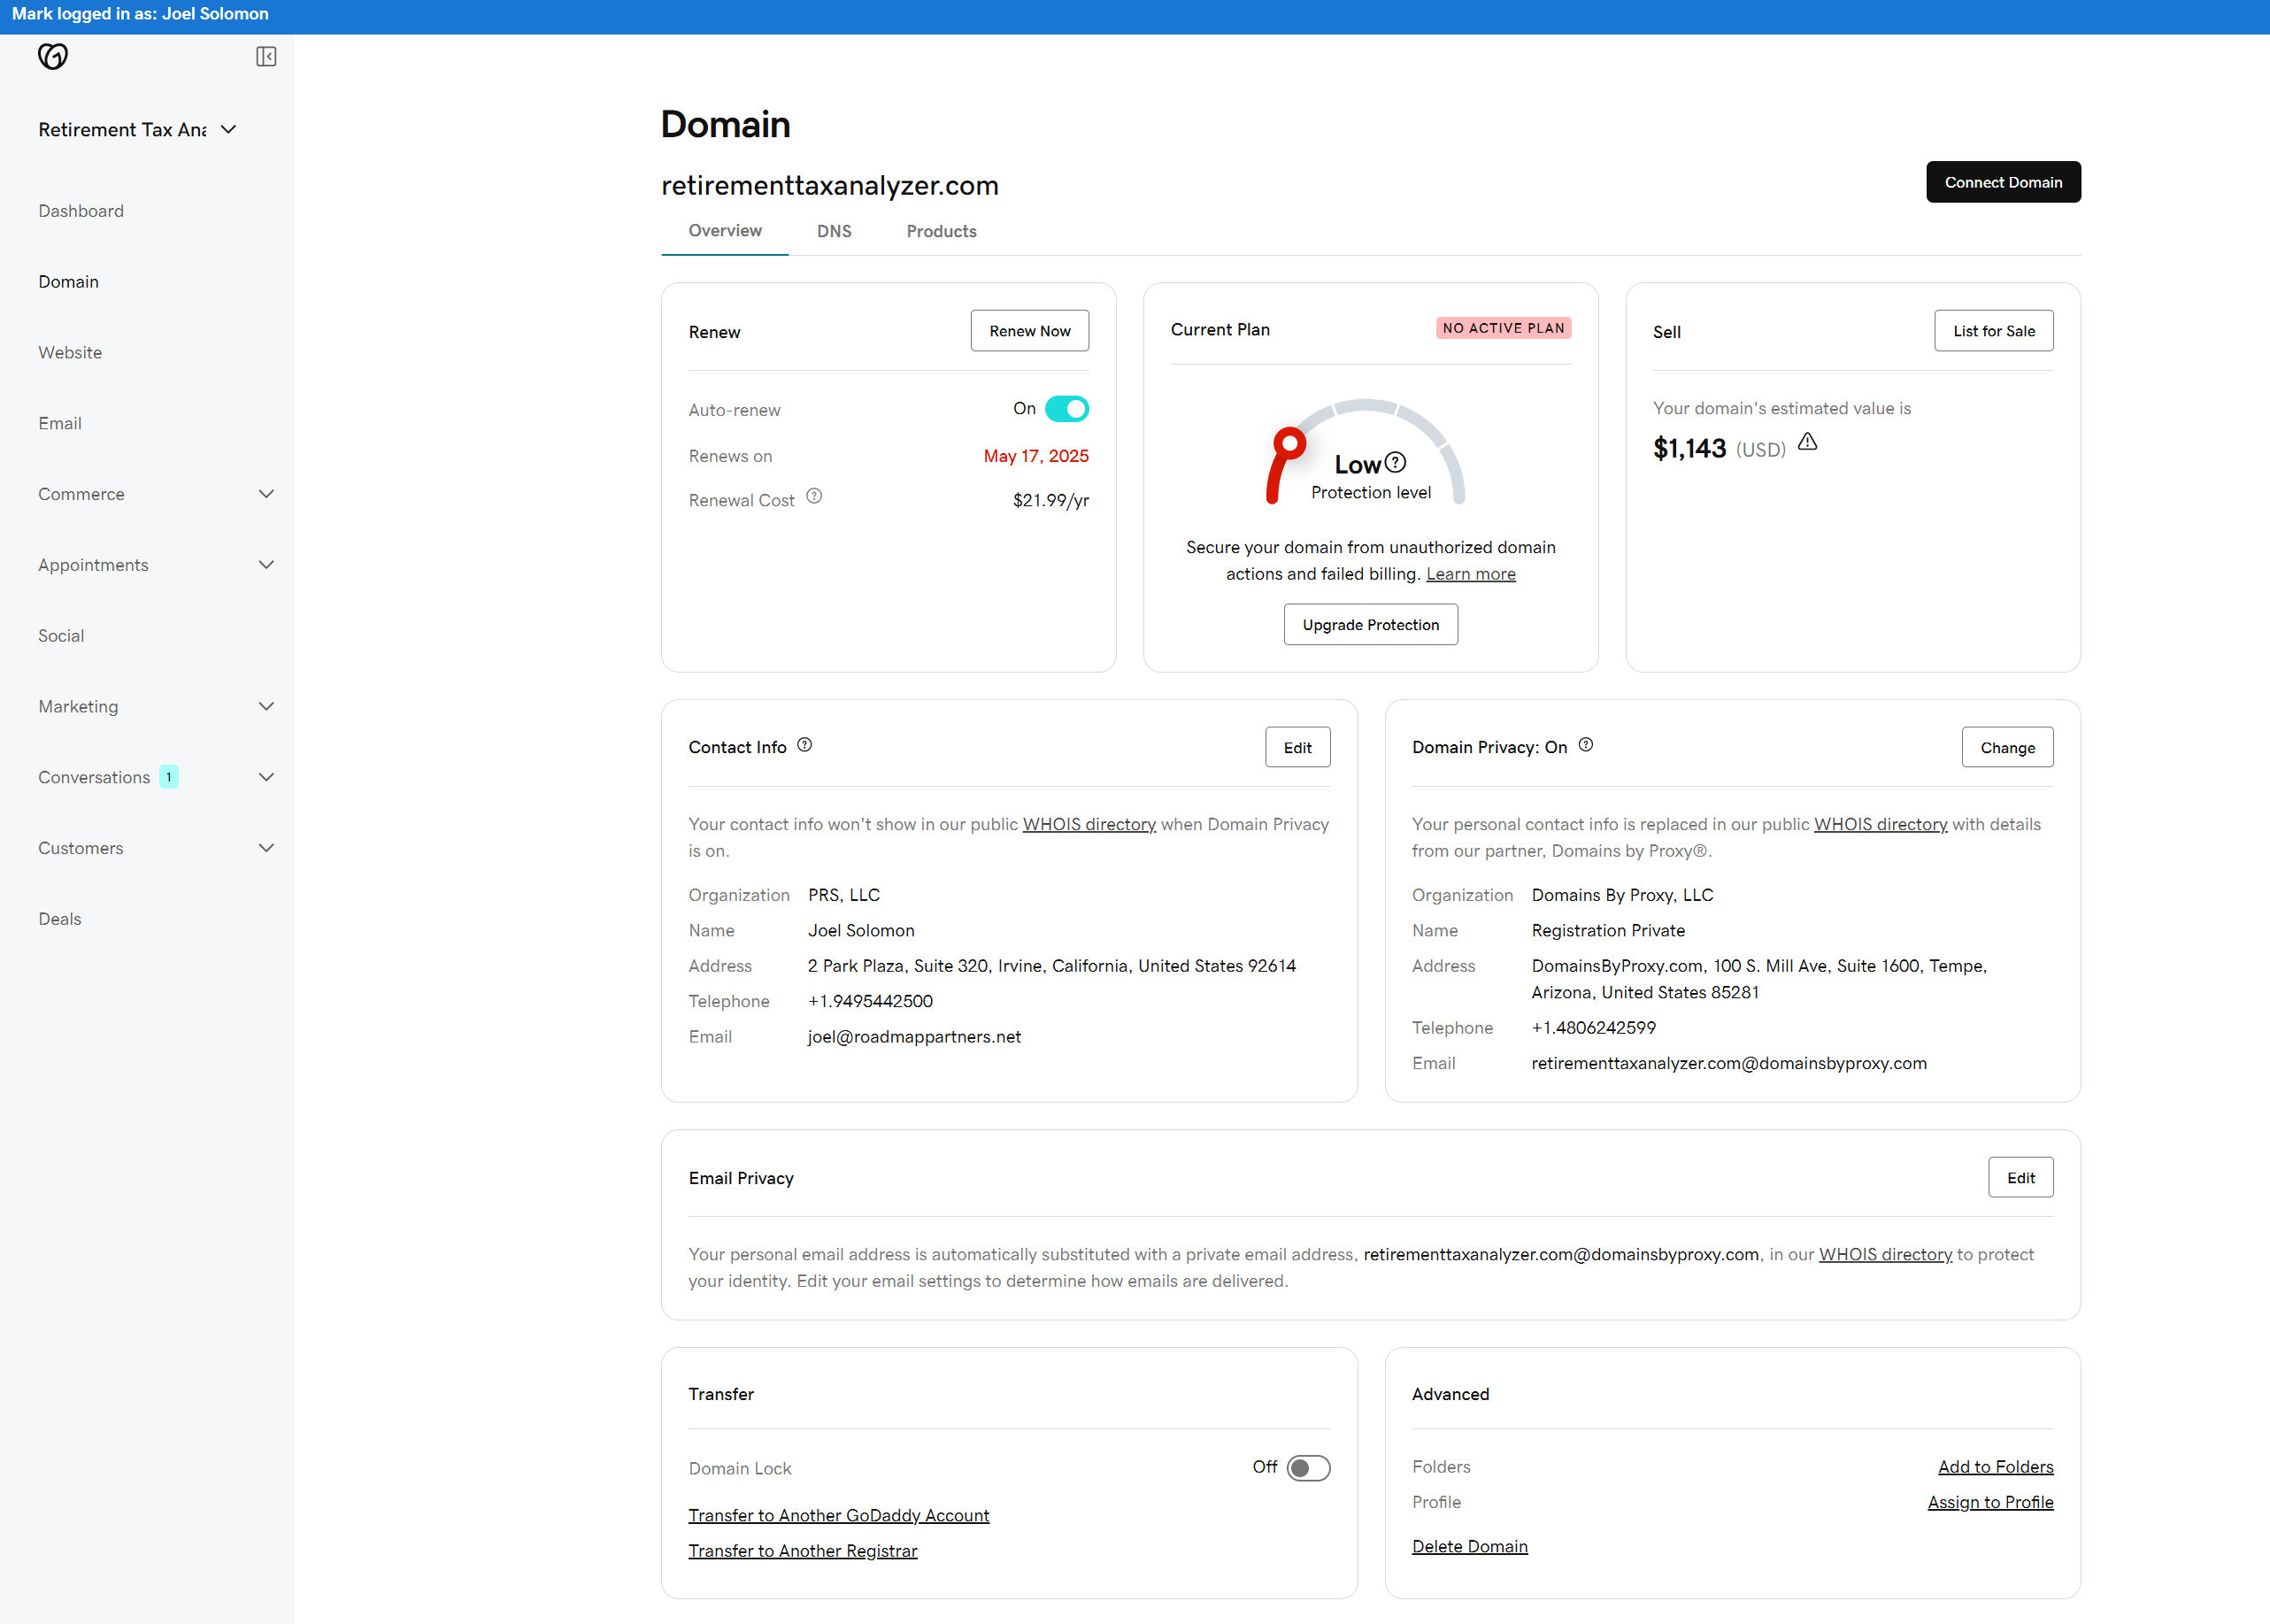 Mark logged in as: Joel Solomon
Retirement Tax Ana
Dashboard
Domain
Website
Email
Commerce
Appointments
Social
Marketing
Conversations 1
Customers
Deals
Domain
retirementtaxanalyzer.com
Connect Domain
Overview DNS Products
Renew
Renew Now
Auto-renew On
Renews on May 17, 2025
Renewal Cost ? $21.99/yr
Current Plan NO ACTIVE PLAN
Low ?
Protection level
Secure your domain from unauthorized domain
actions and failed billing. Learn more
Upgrade Protection
Sell
List for Sale
Your domain's estimated value is
$1,143 (USD)
Contact Info ?
Edit
Your contact info won't show in our public WHOIS directory when Domain Privacy
is on.
Organization PRS, LLC
Name Joel Solomon
Address 2 Park Plaza, Suite 320, Irvine, California, United States 92614
Telephone +1.9495442500
Email joel@roadmappartners.net
Domain Privacy: On ?
Change
Your personal contact info is replaced in our public WHOIS directory with details
from our partner, Domains by Proxy®.
Organization Domains By Proxy, LLC
Name Registration Private
Address DomainsByProxy.com, 100 S. Mill Ave, Suite 1600, Tempe,
Arizona, United States 85281
Telephone +1.4806242599
Email retirementtaxanalyzer.com@domainsbyproxy.com
Email Privacy
Edit
Your personal email address is automatically substituted with a private email address, retirementtaxanalyzer.com@domainsbyproxy.com, in our WHOIS directory to protect
your identity. Edit your email settings to determine how emails are delivered.
Transfer
Domain Lock Off
Transfer to Another GoDaddy Account
Transfer to Another Registrar
Advanced
Folders Add to Folders
Profile Assign to Profile
Delete Domain